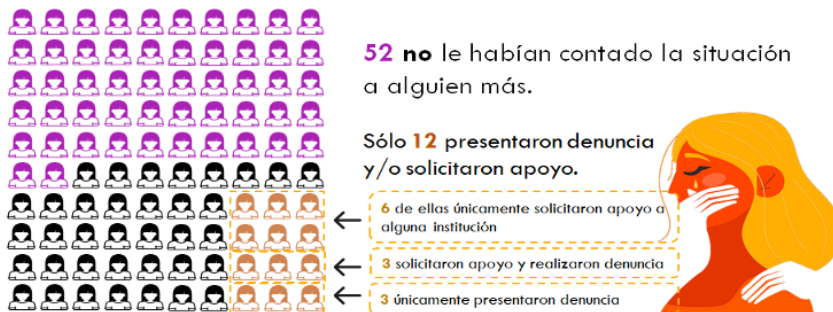 52 no le habían contado la situación
a alguien más.
Sólo 12 presentaron denuncia
y/o solicitaron apoyo.
6 de ellas únicamente solicitaron apoyo a
alguna institución
3 solicitaron apoyo y realizaron denuncia
3 únicamente presentaron denuncia